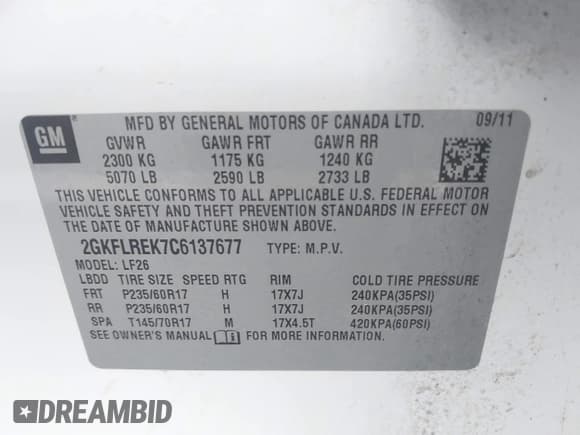 GM
MFD BY GENERAL MOTORS OF CANADA LTD. 09/11
GVWR GAWR FRT GAWR RR
2300 KG 1175 KG 1240 KG
5070 LB 2590 LB 2733 LB
THIS VEHICLE CONFORMS TO ALL APPLICABLE U.S. FEDERAL MOTOR
VEHICLE SAFETY AND THEFT PREVENTION STANDARDS IN EFFECT ON
THE DATE OF MANUFACTURE SHOWN ABOVE.
2GKFLREK7C6137677 TYPE: M.P.V.
MODEL: LF26
LBDD TIRE SIZE SPEED RTG RIM COLD TIRE PRESSURE
FRT P235/60R17 H 17X7J 240KPA(35PSI)
RR P235/60R17 H 17X7J 240KPA(35PSI)
SPA T145/70R17 M 17X4.5T 420KPA(60PSI)
SEE OWNER'S MANUAL FOR MORE INFORMATION.
DREAMBID